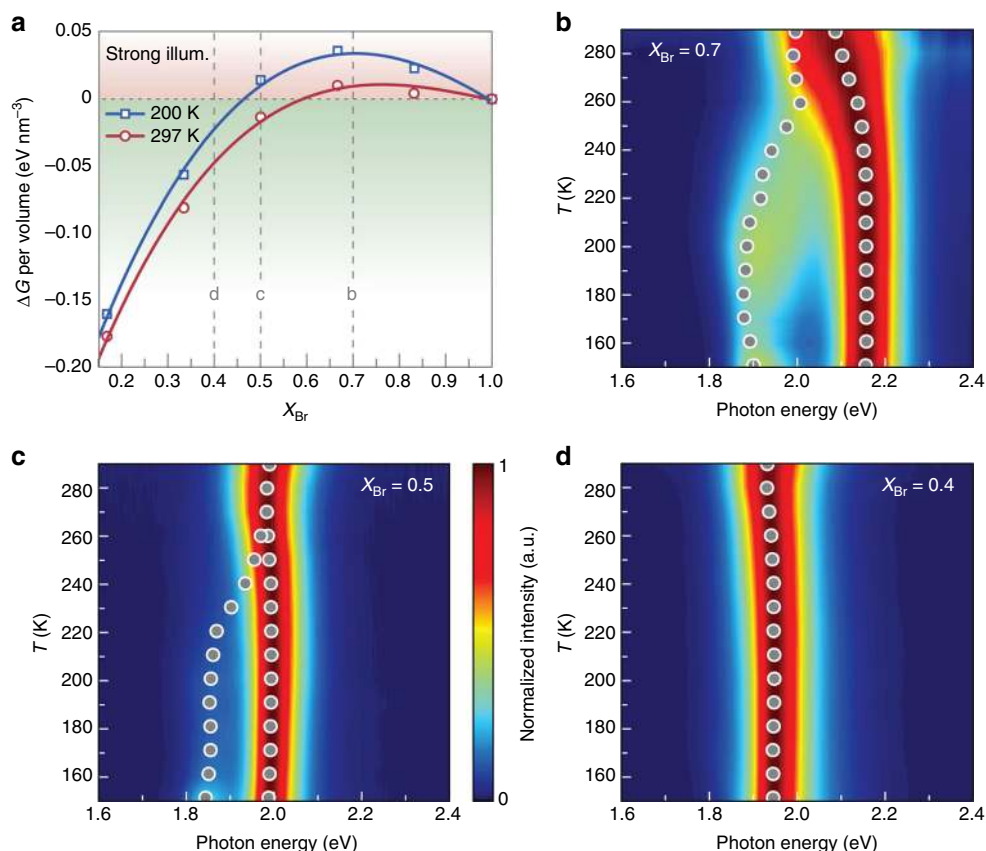 a
ΔG per volume (eV nm⁻³)
0.05
0
−0.05
−0.10
−0.15
−0.20
Strong illum.
200 K
297 K
d
c
b
0.2 0.3 0.4 0.5 0.6 0.7 0.8 0.9 1.0
X_Br
b
X_Br = 0.7
T (K)
280
260
240
220
200
180
160
1.6 1.8 2.0 2.2 2.4
Photon energy (eV)
c
X_Br = 0.5
T (K)
280
260
240
220
200
180
160
1.6 1.8 2.0 2.2 2.4
Photon energy (eV)
1
Normalized intensity (a.u.)
0
d
X_Br = 0.4
T (K)
280
260
240
220
200
180
160
1.6 1.8 2.0 2.2 2.4
Photon energy (eV)